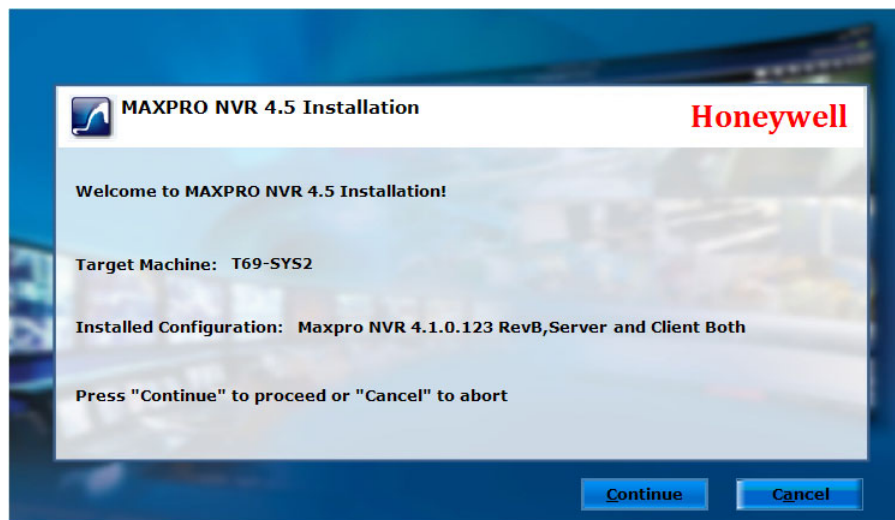 MAXPRO NVR 4.5 Installation
Honeywell
Welcome to MAXPRO NVR 4.5 Installation!
Target Machine: T69-SYS2
Installed Configuration: Maxpro NVR 4.1.0.123 RevB,Server and Client Both
Press "Continue" to proceed or "Cancel" to abort
Continue
Cancel